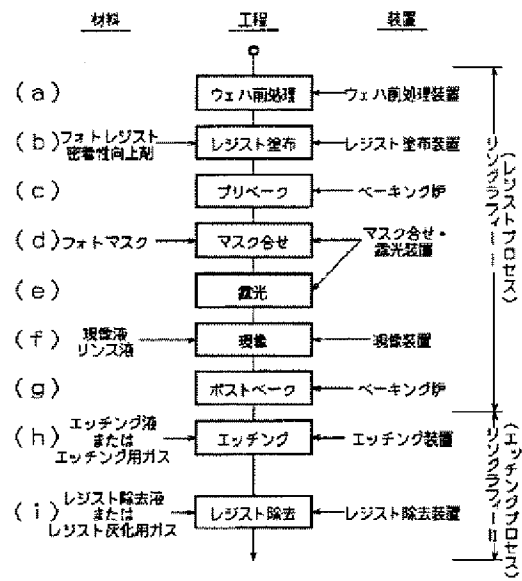 材料 工程 装置
(a) ウェハ前処理 ウェハ前処理装置
(b) フォトレジスト
密着性向上剤 レジスト塗布 レジスト塗布装置
(c) プリベーク ベーキング炉
(d) フォトマスク マスク合せ マスク合せ・
露光装置
(e) 露光
(f) 現像液
リンス液 現像 現像装置
(g) ポストベーク ベーキング炉
(h) エッチング液
または
エッチング用ガス エッチング エッチング装置
(i) レジスト除去液
または
レジスト灰化用ガス レジスト除去 レジスト除去装置
(レジストプロセス)
リソグラフィーI
(エッチングプロセス)
リソグラフィーII